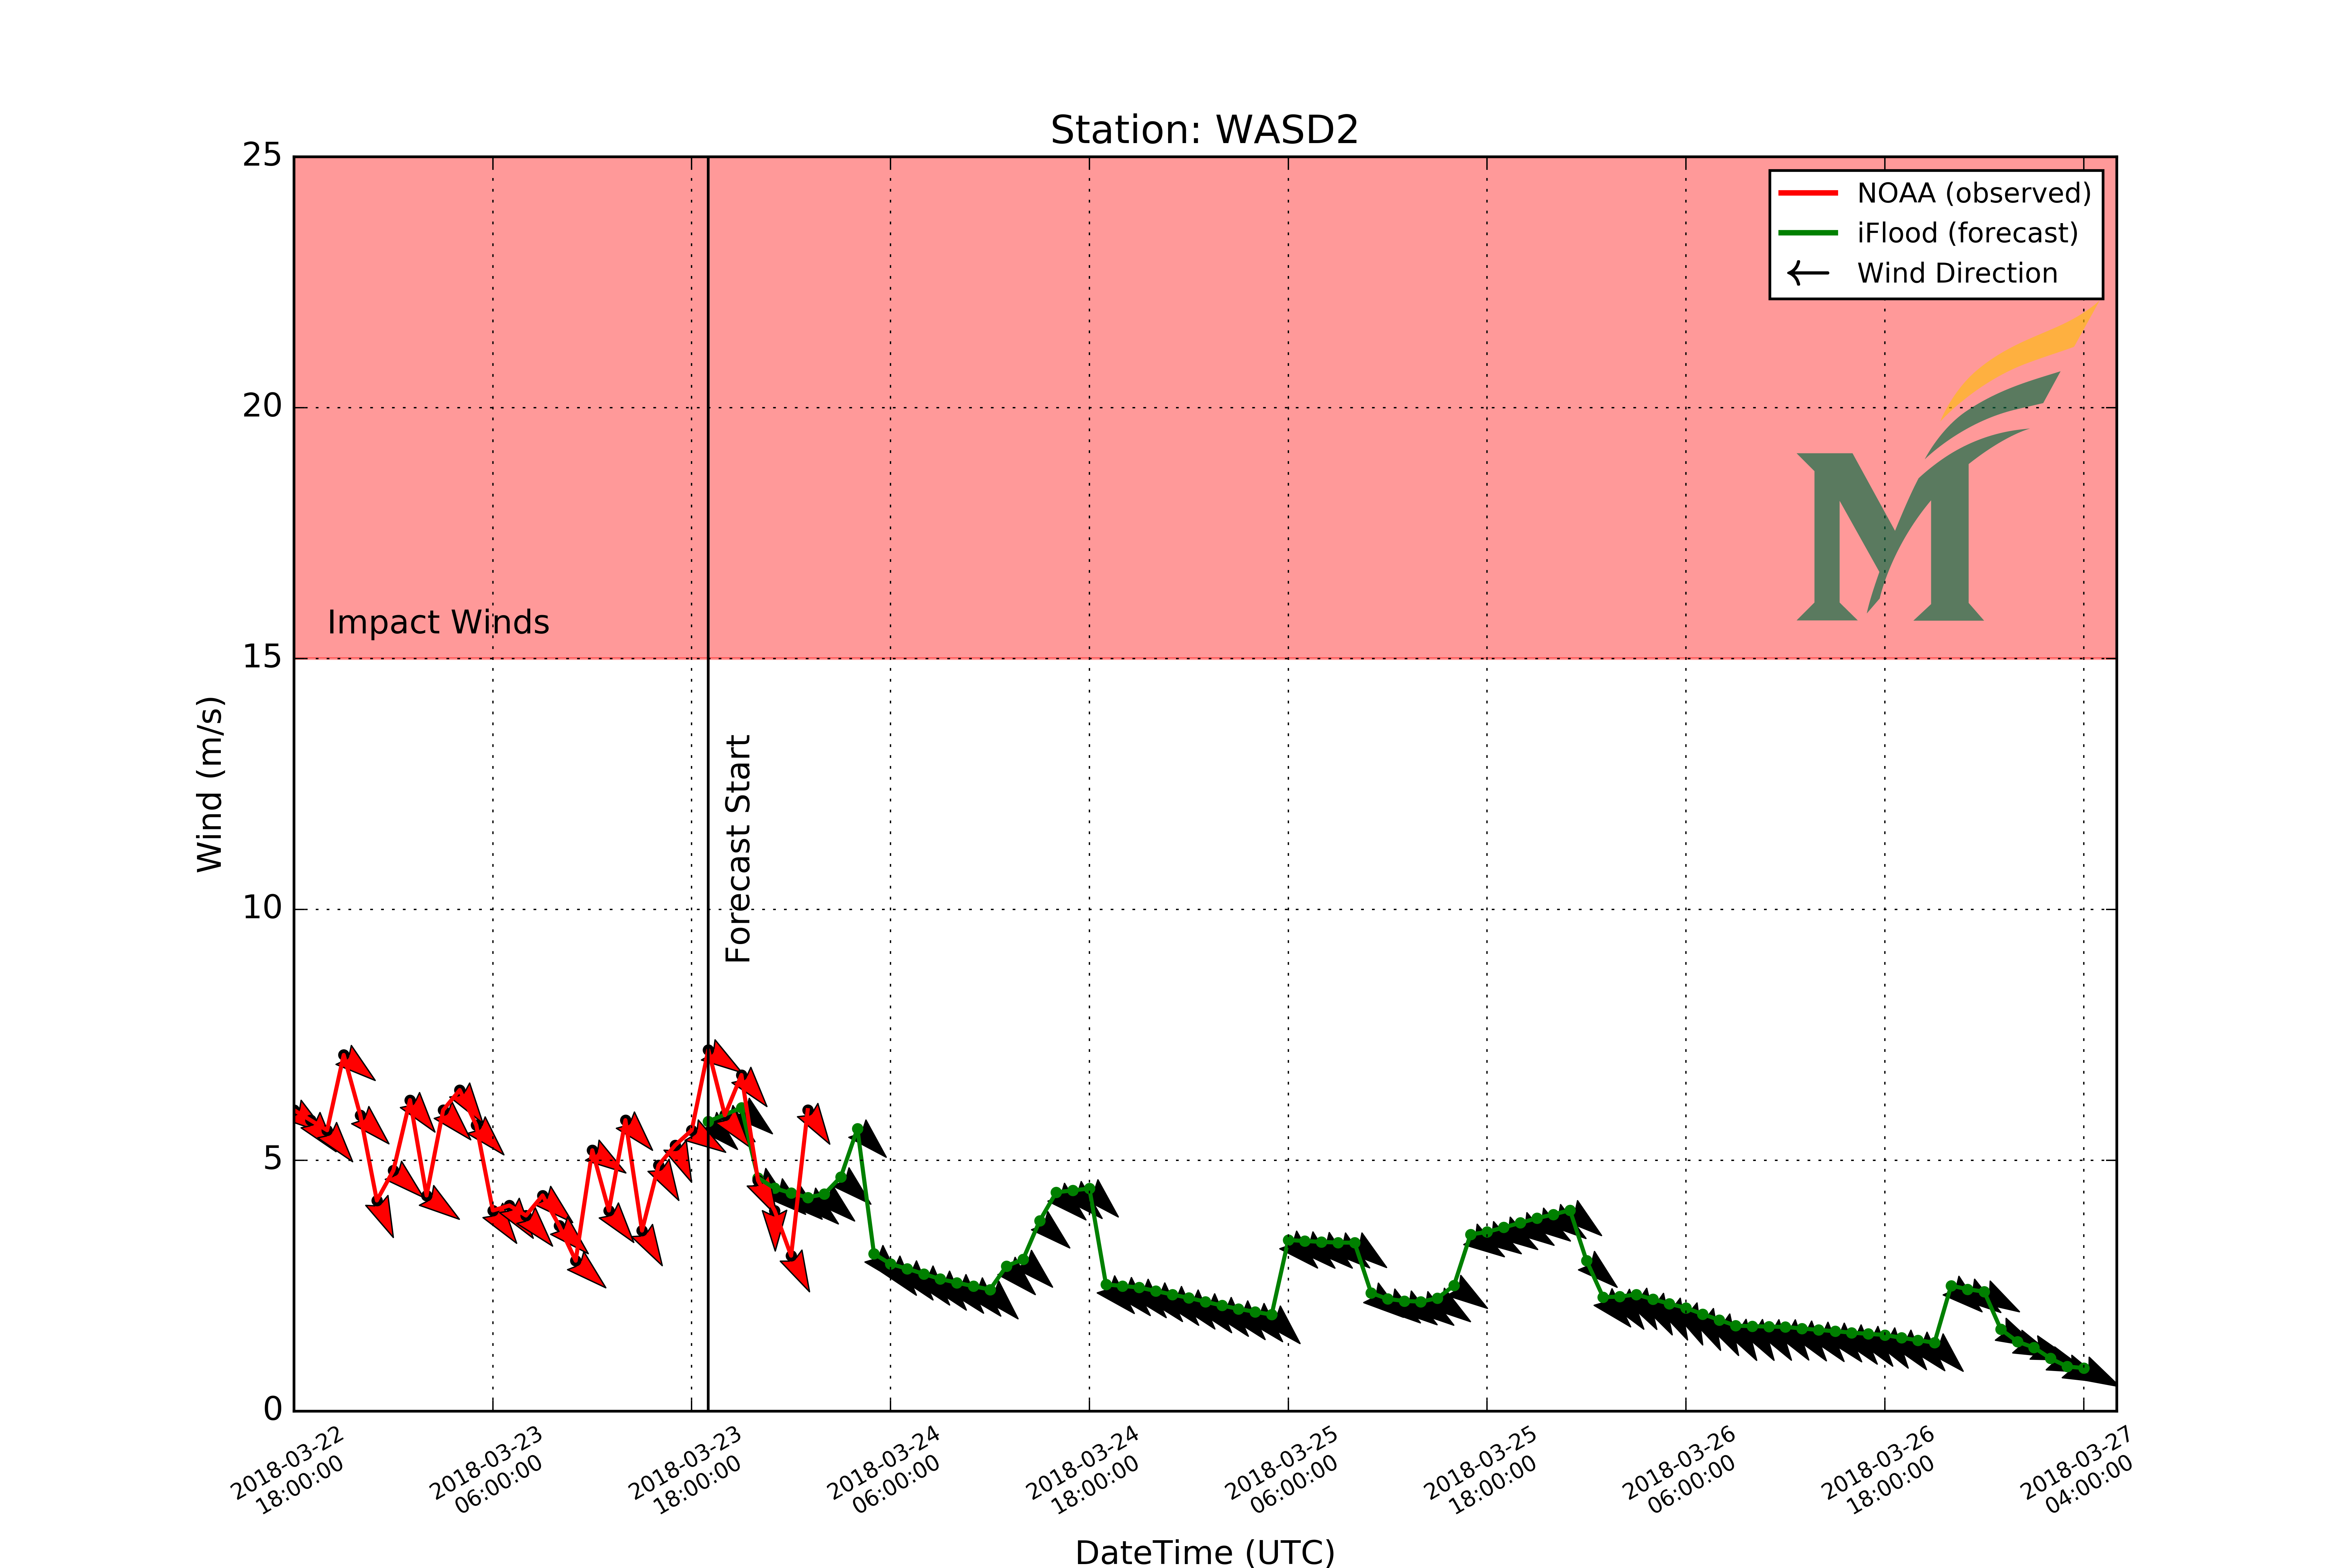 Station: WASD2
25
20
15
10
5
0
Wind (m/s)
NOAA (observed)
iFlood (forecast)
Wind Direction
M
Impact Winds
Forecast Start
2018-03-22
18:00:00
2018-03-23
06:00:00
2018-03-23
18:00:00
2018-03-24
06:00:00
2018-03-24
18:00:00
2018-03-25
06:00:00
2018-03-25
18:00:00
2018-03-26
06:00:00
2018-03-26
18:00:00
2018-03-27
04:00:00
DateTime (UTC)